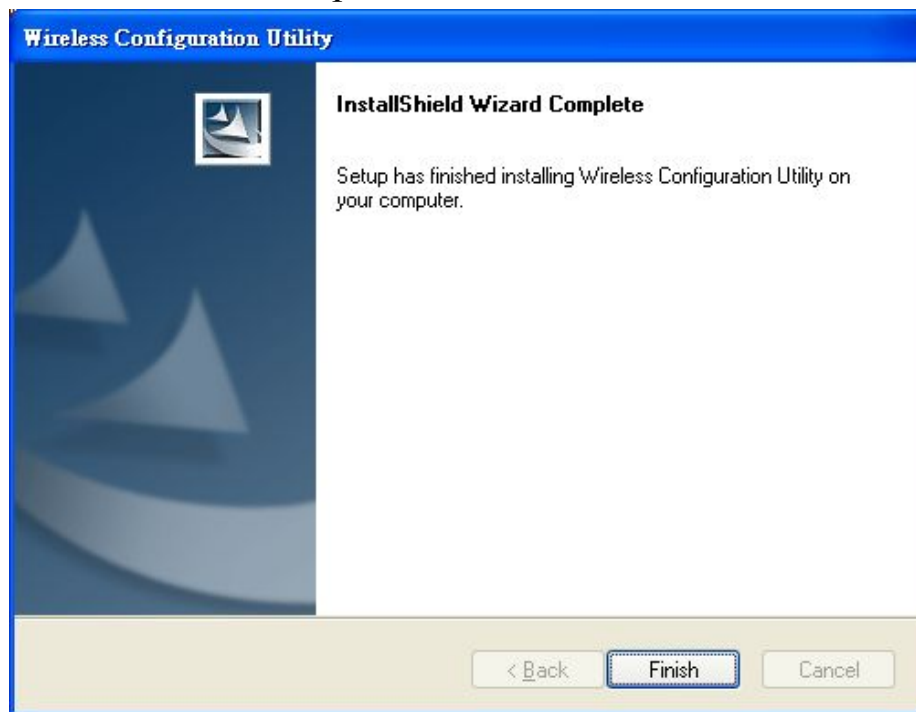 Wireless Configuration Utility
InstallShield Wizard Complete
Setup has finished installing Wireless Configuration Utility on
your computer.
< Back
Finish
Cancel